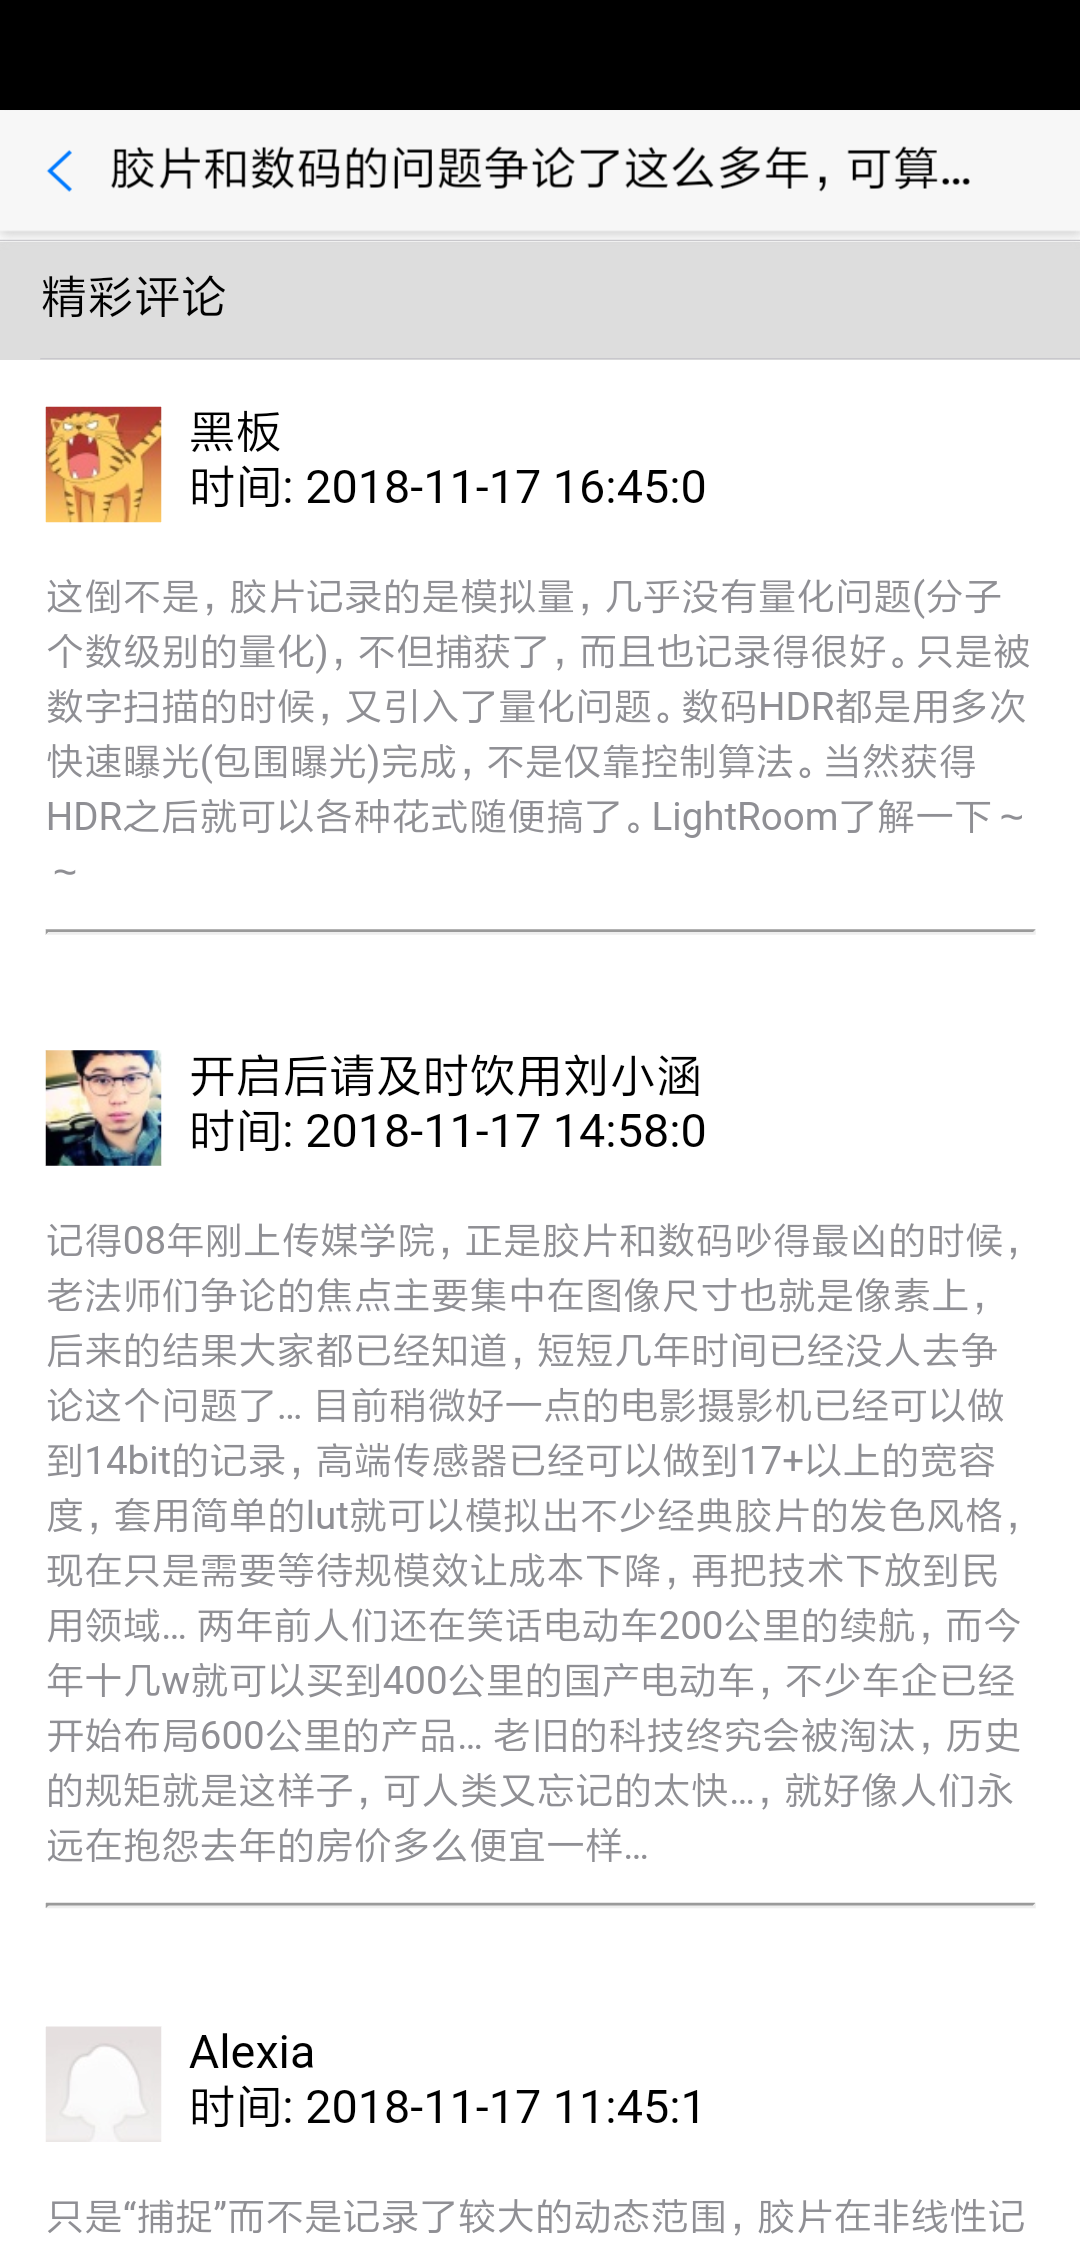 胶片和数码的问题争论了这么多年，可算...
精彩评论
黑板
时间: 2018-11-17 16:45:0
这倒不是，胶片记录的是模拟量，几乎没有量化问题(分子
个数级别的量化)，不但捕获了，而且也记录得很好。只是被
数字扫描的时候，又引入了量化问题。数码HDR都是用多次
快速曝光(包围曝光)完成，不是仅靠控制算法。当然获得
HDR之后就可以各种花式随便搞了。LightRoom了解一下～
～
开启后请及时饮用刘小涵
时间: 2018-11-17 14:58:0
记得08年刚上传媒学院，正是胶片和数码吵得最凶的时候，
老法师们争论的焦点主要集中在图像尺寸也就是像素上，
后来的结果大家都已经知道，短短几年时间已经没人去争
论这个问题了... 目前稍微好一点的电影摄影机已经可以做
到14bit的记录，高端传感器已经可以做到17+以上的宽容
度，套用简单的lut就可以模拟出不少经典胶片的发色风格，
现在只是需要等待规模效让成本下降，再把技术下放到民
用领域... 两年前人们还在笑话电动车200公里的续航，而今
年十几w就可以买到400公里的国产电动车，不少车企已经
开始布局600公里的产品... 老旧的科技终究会被淘汰，历史
的规矩就是这样子，可人类又忘记的太快...，就好像人们永
远在抱怨去年的房价多么便宜一样...
Alexia
时间: 2018-11-17 11:45:1
只是“捕捉”而不是记录了较大的动态范围，胶片在非线性记